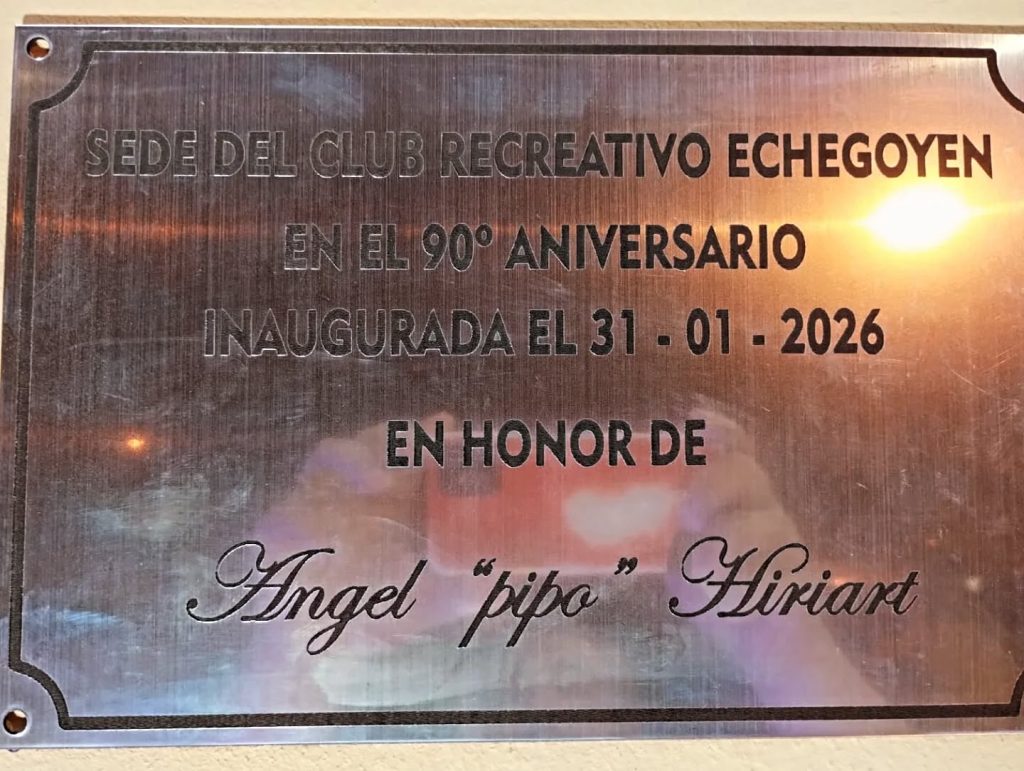 SEDE DEL CLUB RECREATIVO ECHEGOYEN
EN EL 90º ANIVERSARIO
INAUGURADA EL 31 - 01 - 2026
EN HONOR DE
Angel "pipo" Hiriart